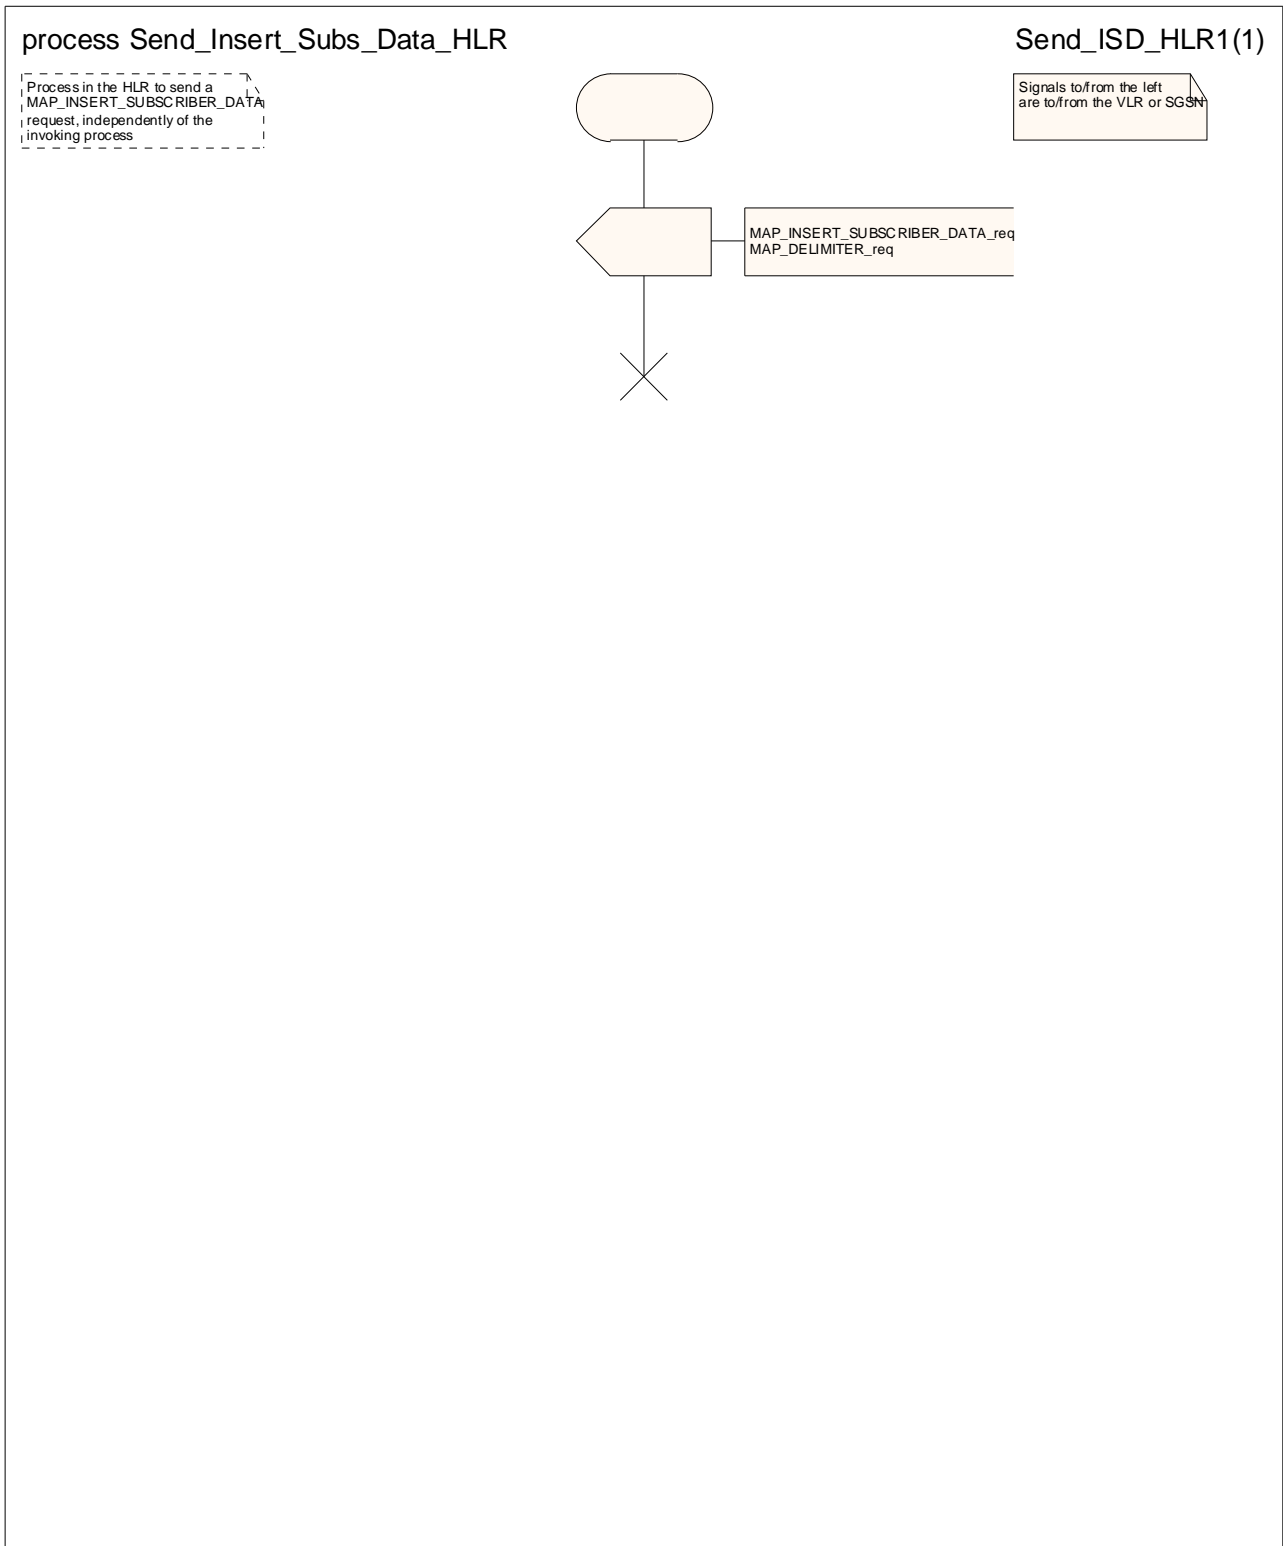 process Send_Insert_Subs_Data_HLR
Send_ISD_HLR1(1)
Process in the HLR to send a
MAP_INSERT_SUBSCRIBER_DATA
request, independently of the
invoking process
Signals to/from the left
are to/from the VLR or SGSN
MAP_INSERT_SUBSCRIBER_DATA_req
MAP_DELIMITER_req